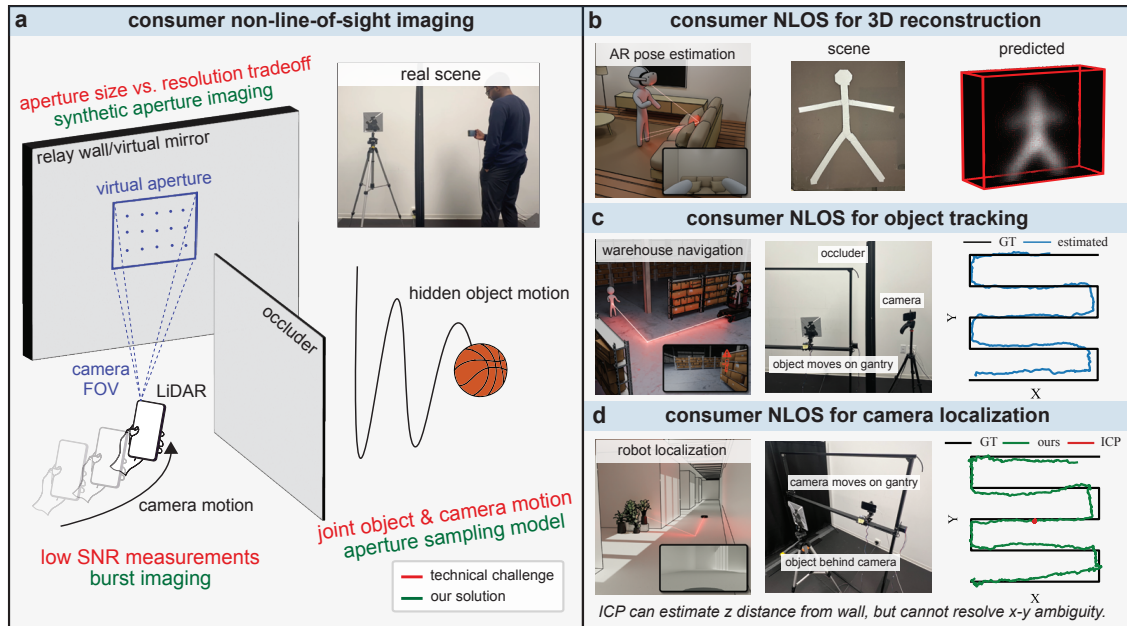 a consumer non-line-of-sight imaging
aperture size vs. resolution tradeoff
synthetic aperture imaging
relay wall/virtual mirror
virtual aperture
real scene
occluder
hidden object motion
camera
FOV
LiDAR
camera motion
low SNR measurements
burst imaging
joint object & camera motion
aperture sampling model
technical challenge
our solution
b consumer NLOS for 3D reconstruction
AR pose estimation
scene
predicted
c consumer NLOS for object tracking
warehouse navigation
occluder
camera
object moves on gantry
GT estimated
Y
X
d consumer NLOS for camera localization
robot localization
camera moves on gantry
object behind camera
GT ours ICP
Y
X
ICP can estimate z distance from wall, but cannot resolve x-y ambiguity.